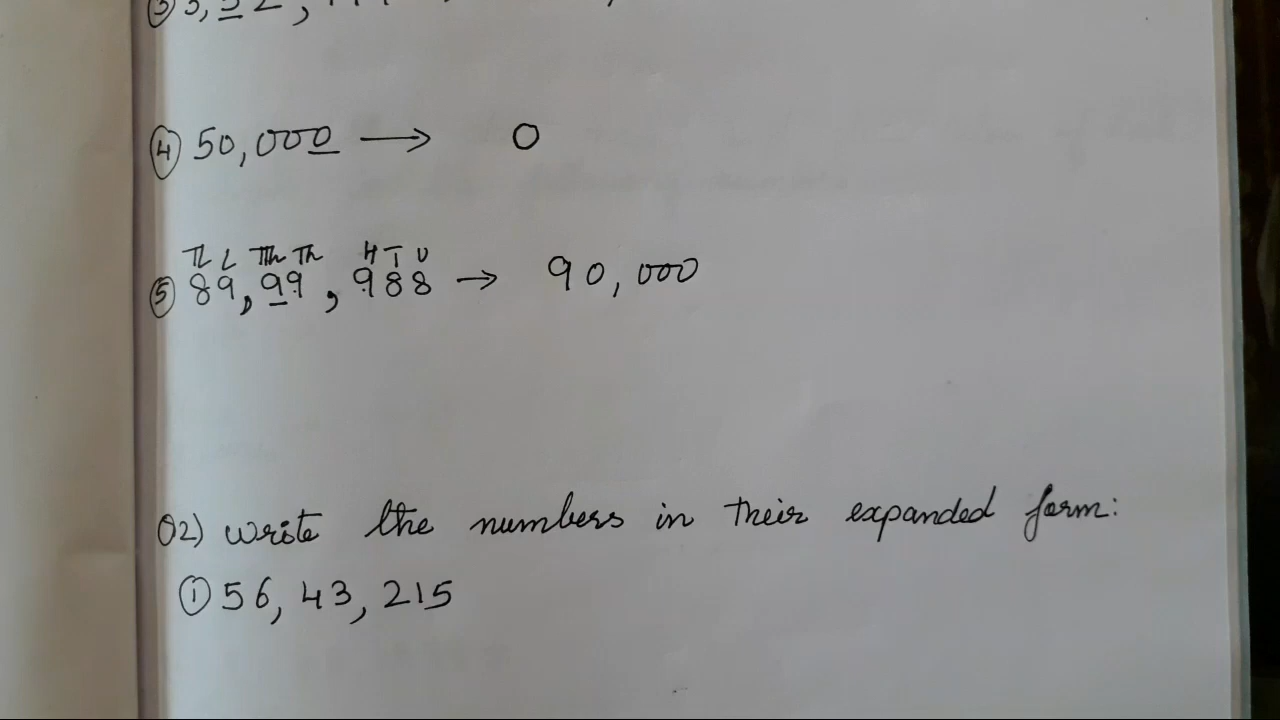 ④ 50,000 → 0
TL L TTh Th H T U
⑤ 89,99,988 → 90,000
Q2) Write the numbers in their expanded form:
① 56,43,215